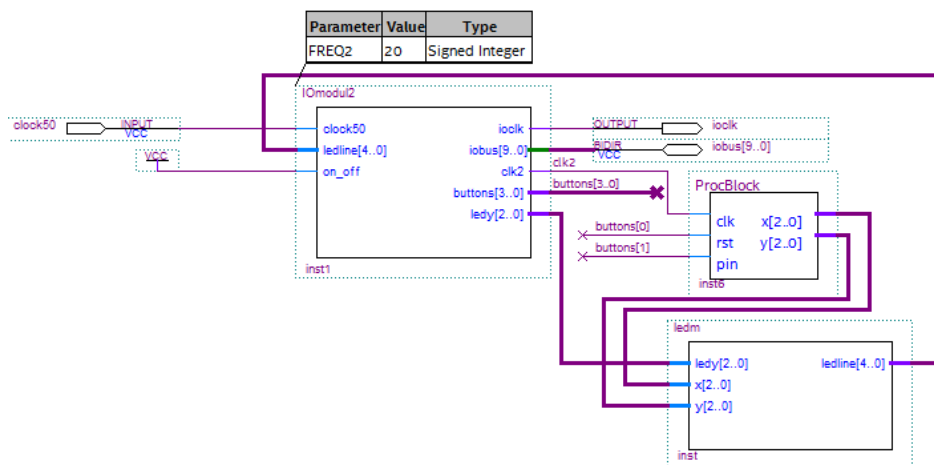 Parameter Value Type
FREQ2 20 Signed Integer
IOmodul2
clock50 INPUT VCC
clock50 ioclk
OUTPUT ioclk
ledline[4..0] iobus[9..0]
BIDIR VCC iobus[9..0]
VCC
on_off clk2
clk2
buttons[3..0]
buttons[3..0]
ledy[2..0]
inst1
ProcBlock
clk x[2..0]
buttons[0]
rst y[2..0]
buttons[1]
pin
inst6
ledm
ledy[2..0] ledline[4..0]
x[2..0]
y[2..0]
inst